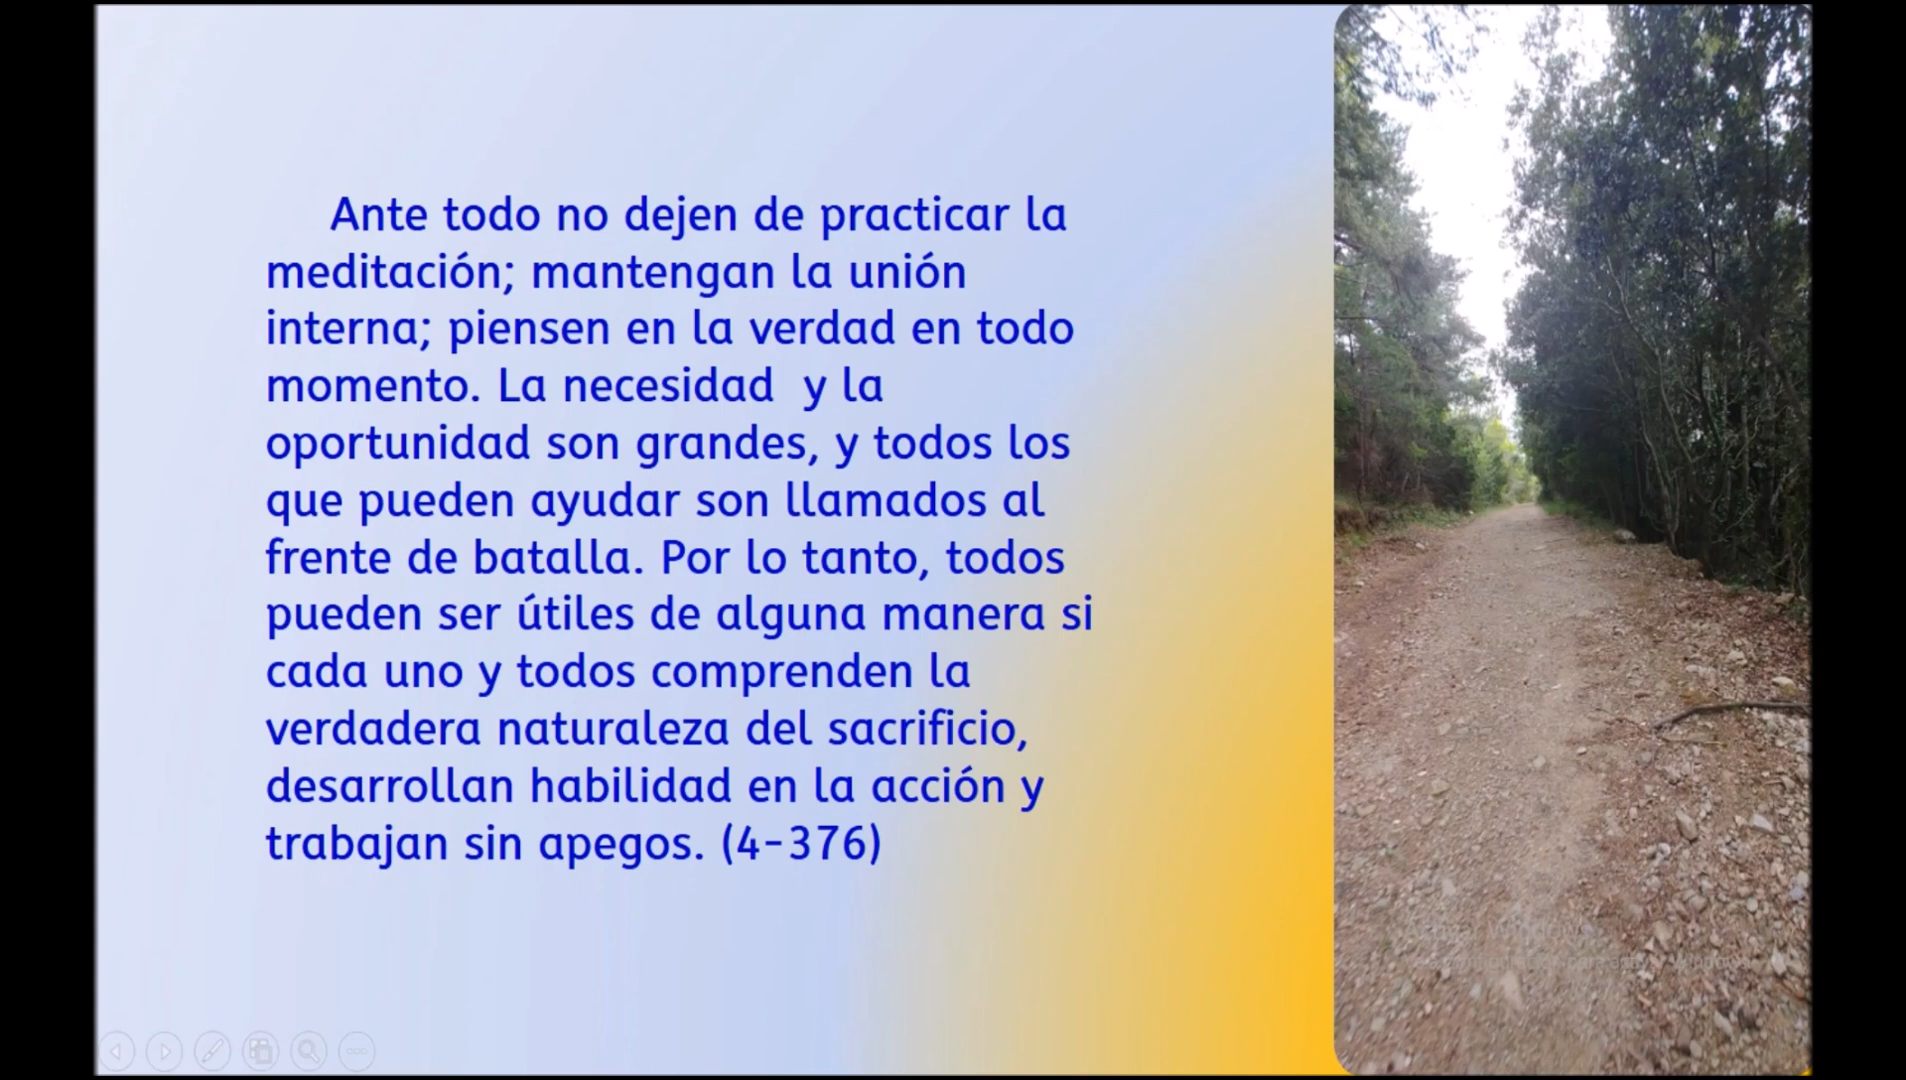 Ante todo no dejen de practicar la
meditación; mantengan la unión
interna; piensen en la verdad en todo
momento. La necesidad  y la
oportunidad son grandes, y todos los
que pueden ayudar son llamados al
frente de batalla. Por lo tanto, todos
pueden ser útiles de alguna manera si
cada uno y todos comprenden la
verdadera naturaleza del sacrificio,
desarrollan habilidad en la acción y
trabajan sin apegos. (4-376)